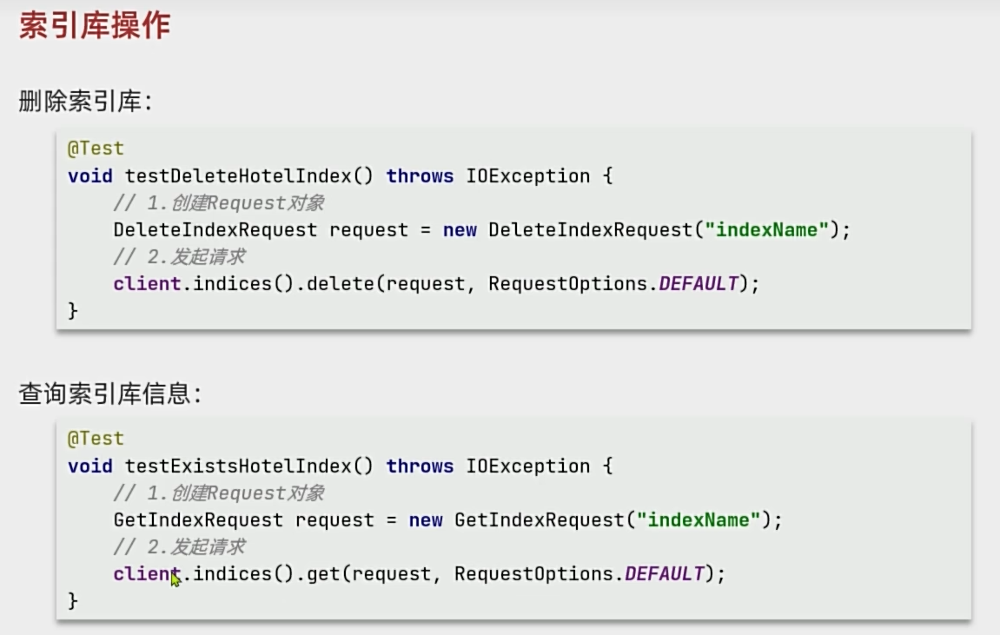 索引库操作
删除索引库：
@Test
void testDeleteHotelIndex() throws IOException {
// 1.创建Request对象
DeleteIndexRequest request = new DeleteIndexRequest("indexName");
// 2.发起请求
client.indices().delete(request, RequestOptions.DEFAULT);
}
查询索引库信息：
@Test
void testExistsHotelIndex() throws IOException {
// 1.创建Request对象
GetIndexRequest request = new GetIndexRequest("indexName");
// 2.发起请求
client.indices().get(request, RequestOptions.DEFAULT);
}